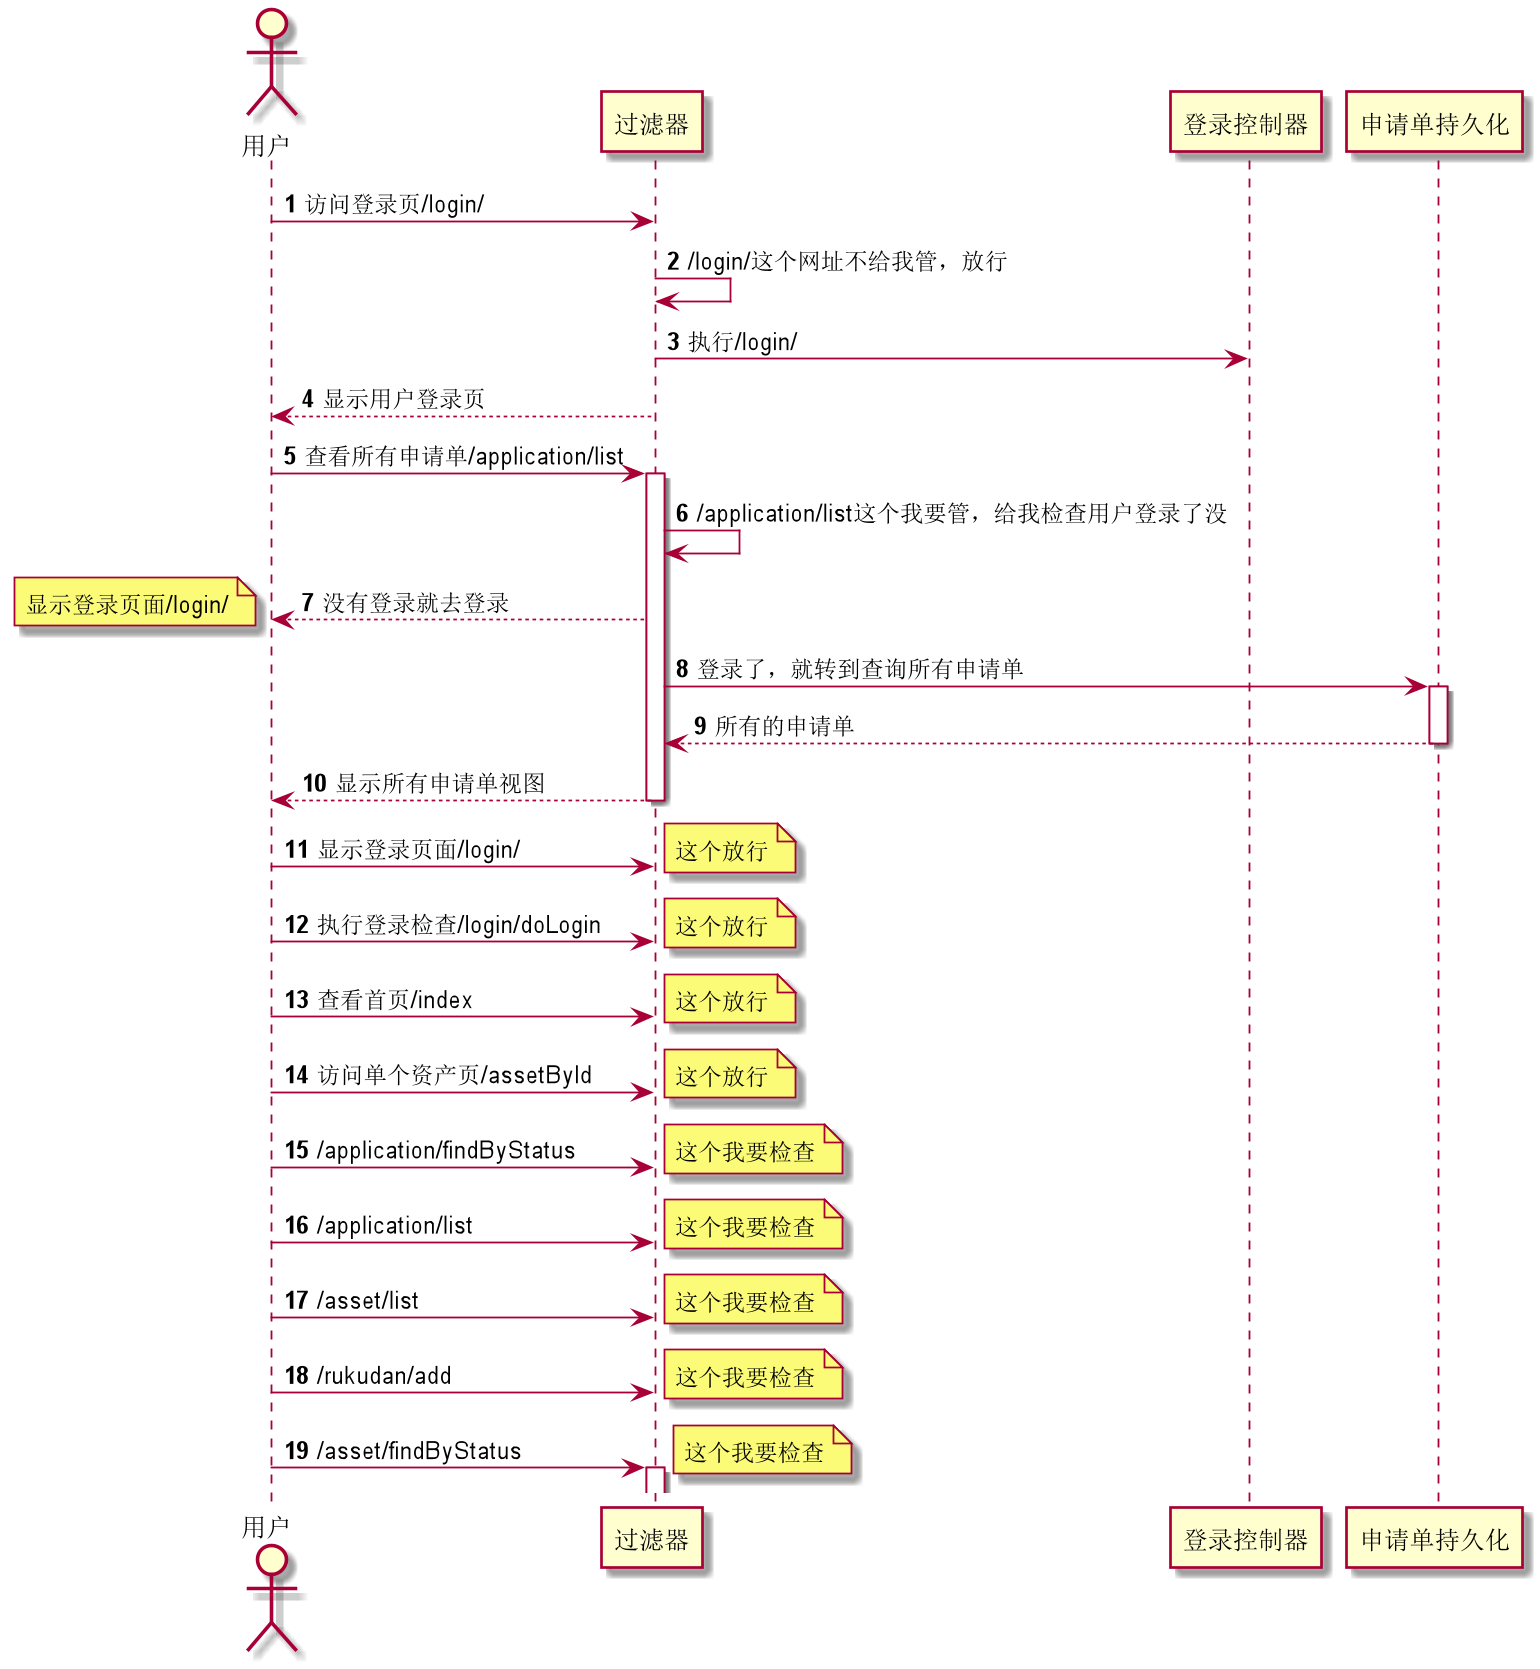 用户
过滤器
登录控制器
申请单持久化
1 访问登录页/login/
2 /login/这个网址不给我管，放行
3 执行/login/
4 显示用户登录页
5 查看所有申请单/application/list
6 /application/list这个我要管，给我检查用户登录了没
显示登录页面/login/
7 没有登录就去登录
8 登录了，就转到查询所有申请单
9 所有的申请单
10 显示所有申请单视图
11 显示登录页面/login/
这个放行
12 执行登录检查/login/doLogin
这个放行
13 查看首页/index
这个放行
14 访问单个资产页/assetById
这个放行
15 /application/findByStatus
这个我要检查
16 /application/list
这个我要检查
17 /asset/list
这个我要检查
18 /rukudan/add
这个我要检查
19 /asset/findByStatus
这个我要检查
用户
过滤器
登录控制器
申请单持久化